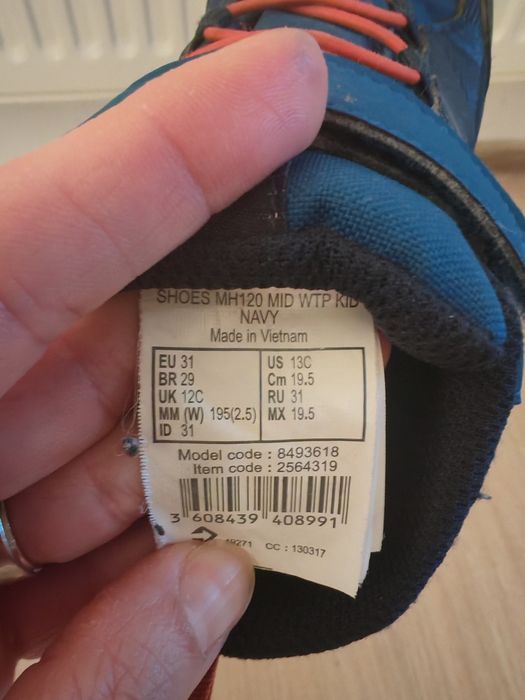 SHOES MH120 MID WTP KID
NAVY
Made in Vietnam
EU 31 US 13C
BR 29 Cm 19.5
UK 12C RU 31
MM (W) 195(2.5) MX 19.5
ID 31
Model code : 8493618
Item code : 2564319
3 608439 408991
CC : 130317